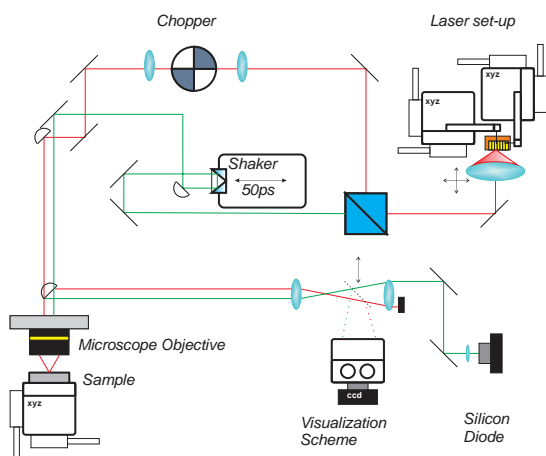 Chopper
Laser set-up
xyz
xyz
Shaker
50ps
Microscope Objective
Sample
xyz
ccd
Visualization
Scheme
Silicon
Diode